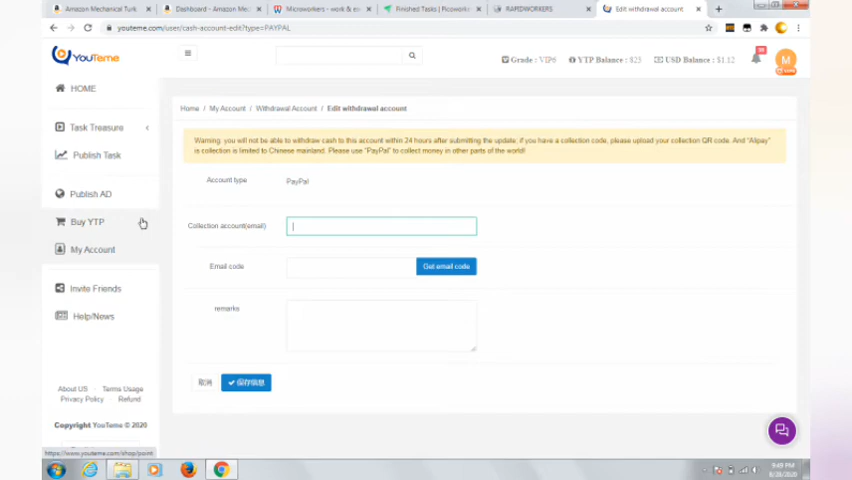 Amazon Mechanical Turk
Dashboard - Amazon Me
Microworkers - work & e
Finished Tasks | Picoworki
RAPIDWORKERS
Edit withdrawal account
youteme.com/user/cash-account-edit?type=PAYPAL
YouTeme
Grade : VIP6
YTP Balance : 823
USD Balance : $1.12
M
HOME
Home / My Account / Withdrawal Account / Edit withdrawal account
Task Treasure
Warning: you will not be able to withdraw cash to this account within 24 hours after submitting the update; if you have a collection code, please upload your collection QR code. And "Alipay"
is collection is limited to Chinese mainland. Please use "PayPal" to collect money in other parts of the world!
Publish Task
Account type
PayPal
Publish AD
Buy YTP
Collection account(email)
My Account
Email code
Get email code
Invite Friends
remarks
Help/News
取消
保存信息
About US · Terms Usage
Privacy Policy · Refund
Copyright YouTeme © 2020
https://www.youteme.com/shop/point
9:49 PM